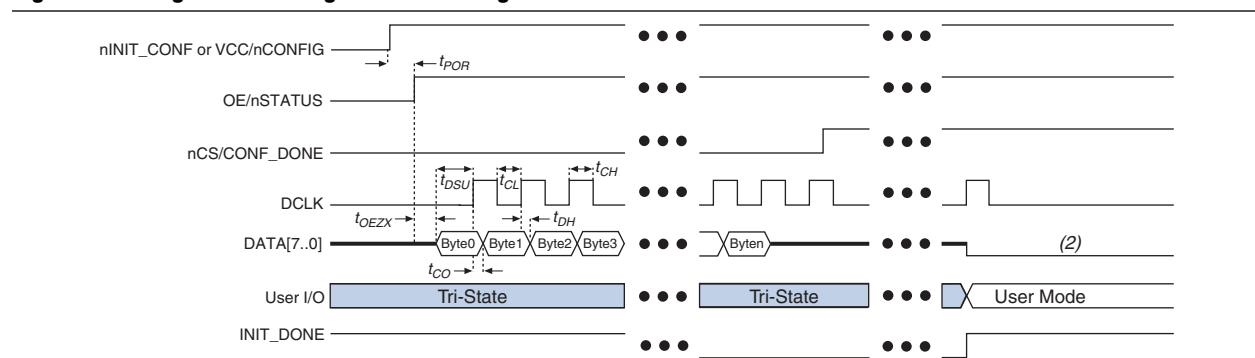 nINIT_CONF or VCC/nCONFIG
tPOR
OE/nSTATUS
nCS/CONF_DONE
tDSU tCL tCH
DCLK
tOEZX tDH
DATA[7..0] Byte0 Byte1 Byte2 Byte3 Byten (2)
tCO
User I/O Tri-State Tri-State User Mode
INIT_DONE